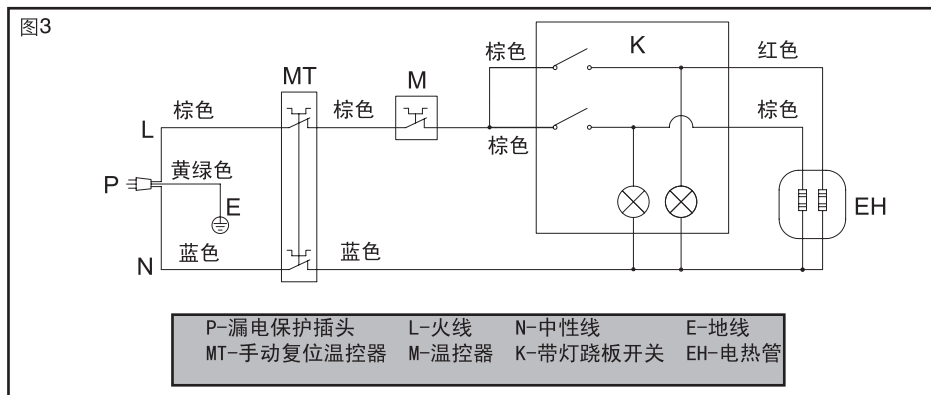 图3
K
棕色
红色
MT
M
棕色
棕色
棕色
L
棕色
黄绿色
P
E
EH
蓝色
蓝色
N
P-漏电保护插头 L-火线 N-中性线 E-地线
MT-手动复位温控器 M-温控器 K-带灯跷板开关 EH-电热管